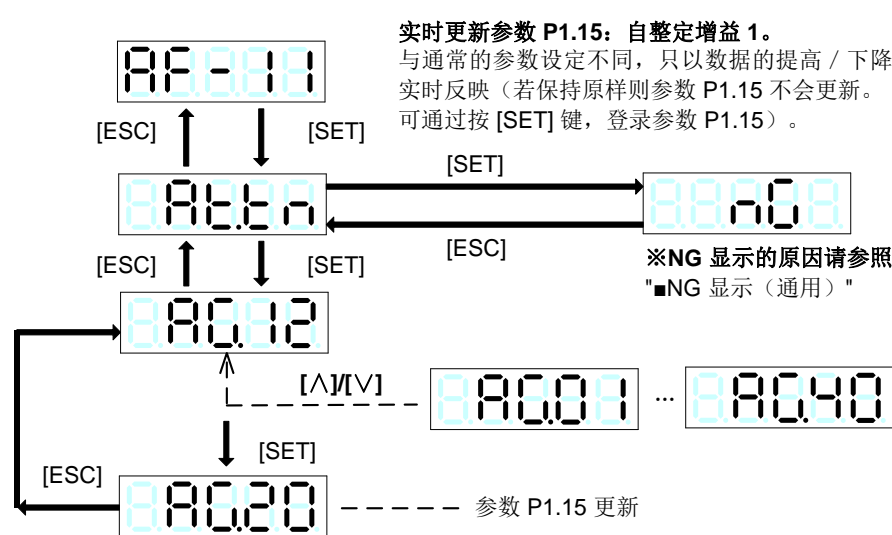 实时更新参数 P1.15：自整定增益 1。
与通常的参数设定不同，只以数据的提高 / 下降
实时反映（若保持原样则参数 P1.15 不会更新。
可通过按 [SET] 键，登录参数 P1.15）。
AF-11
[ESC] [SET]
[SET]
At.tn
nG
[ESC]
※NG 显示的原因请参照
"■NG 显示（通用）"
[ESC] [SET]
AG.12
[∧]/[∨]
AG.01 ... AG.40
[SET]
[ESC]
AG.20
参数 P1.15 更新